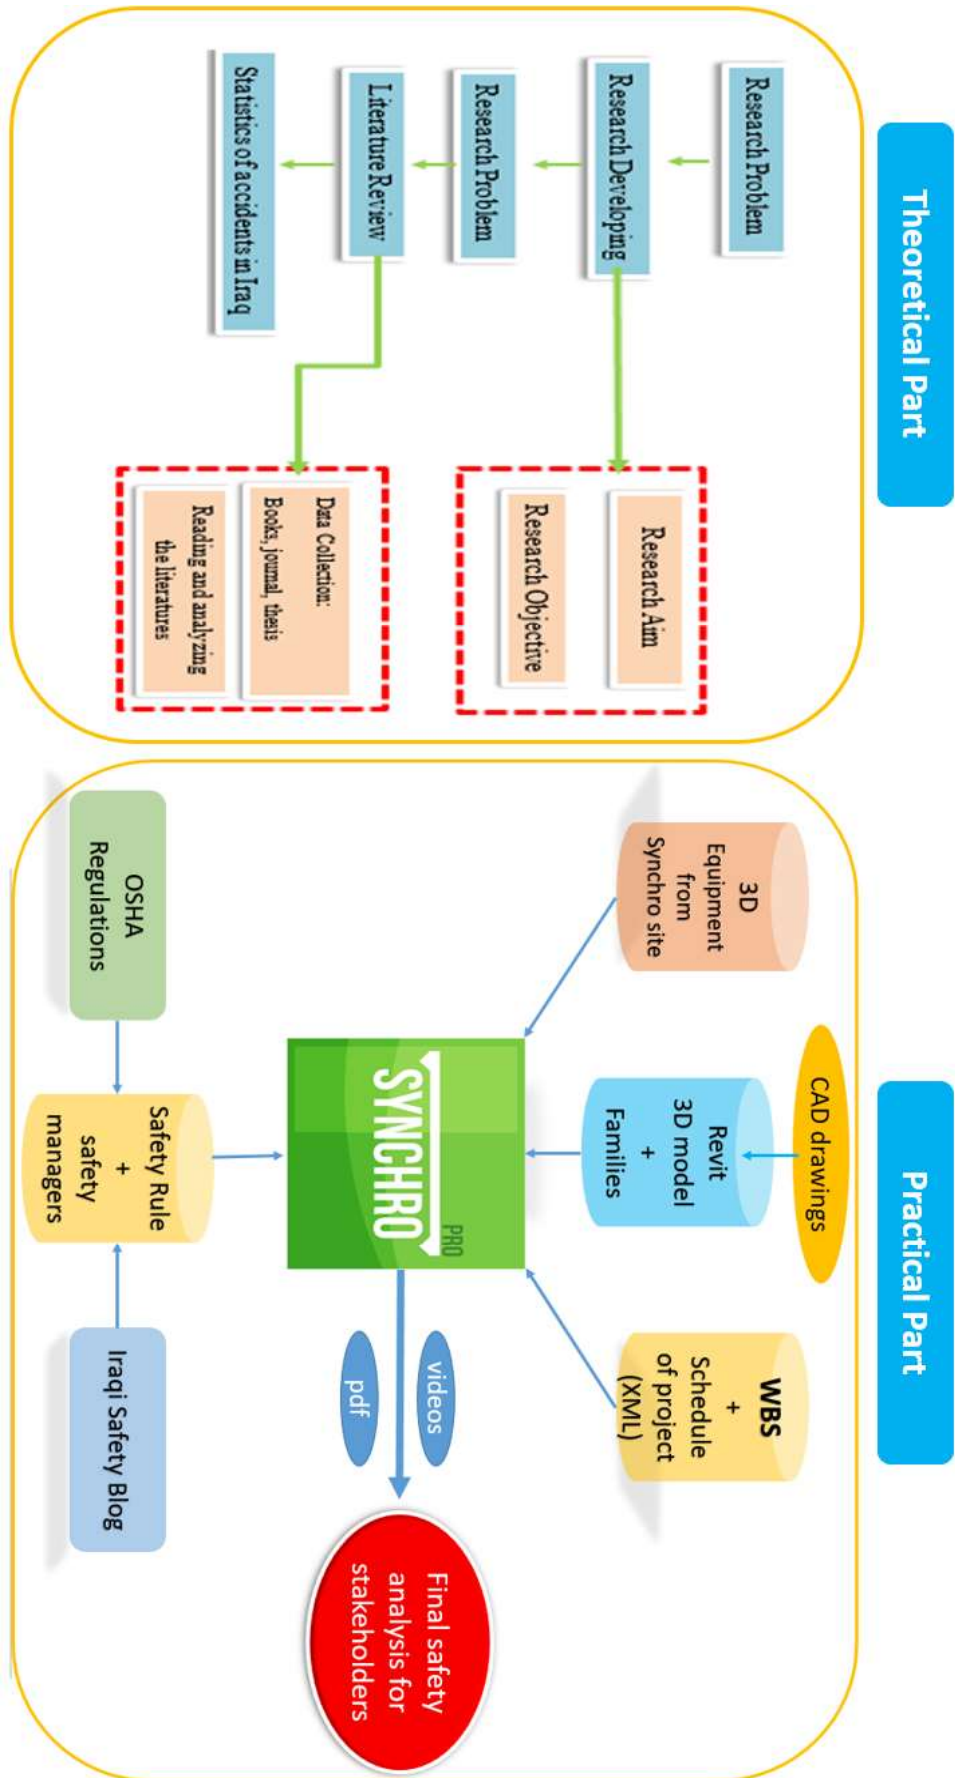 Theoretical Part
Research Problem
Research Developing
Research Problem
Literature Review
Statistics of accidents in Iraq
Research Aim
Research Objective
Data Collection:
Books, journal, thesis
Reading and analyzing
the literatures
Practical Part
3D
Equipment
from
Synchro site
CAD drawings
Revit
3D model
+
Families
WBS
+
Schedule
of project
(XML)
SYNCHRO
PRO
videos
pdf
Final safety
analysis for
stakeholders
OSHA
Regulations
Safety Rule
+
safety
managers
Iraqi Safety Blog